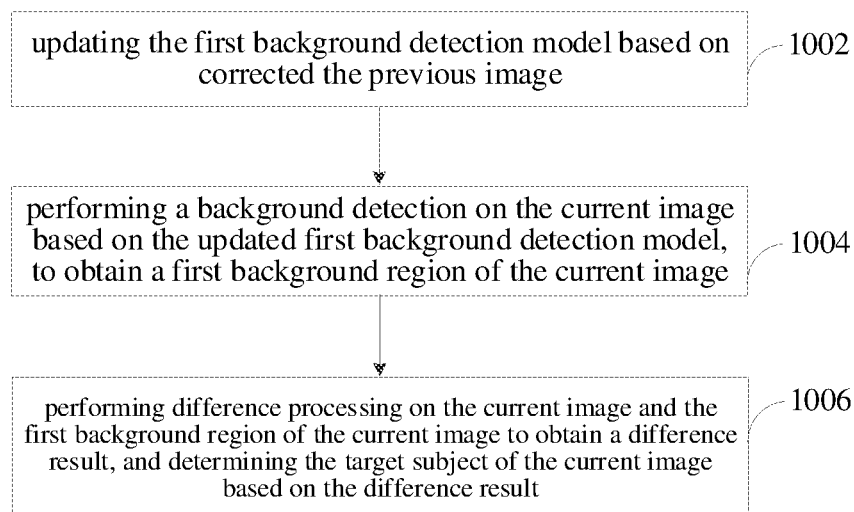 updating the first background detection model based on
corrected the previous image
1002
performing a background detection on the current image
based on the updated first background detection model,
to obtain a first background region of the current image
1004
performing difference processing on the current image and the
first background region of the current image to obtain a difference
result, and determining the target subject of the current image
based on the difference result
1006